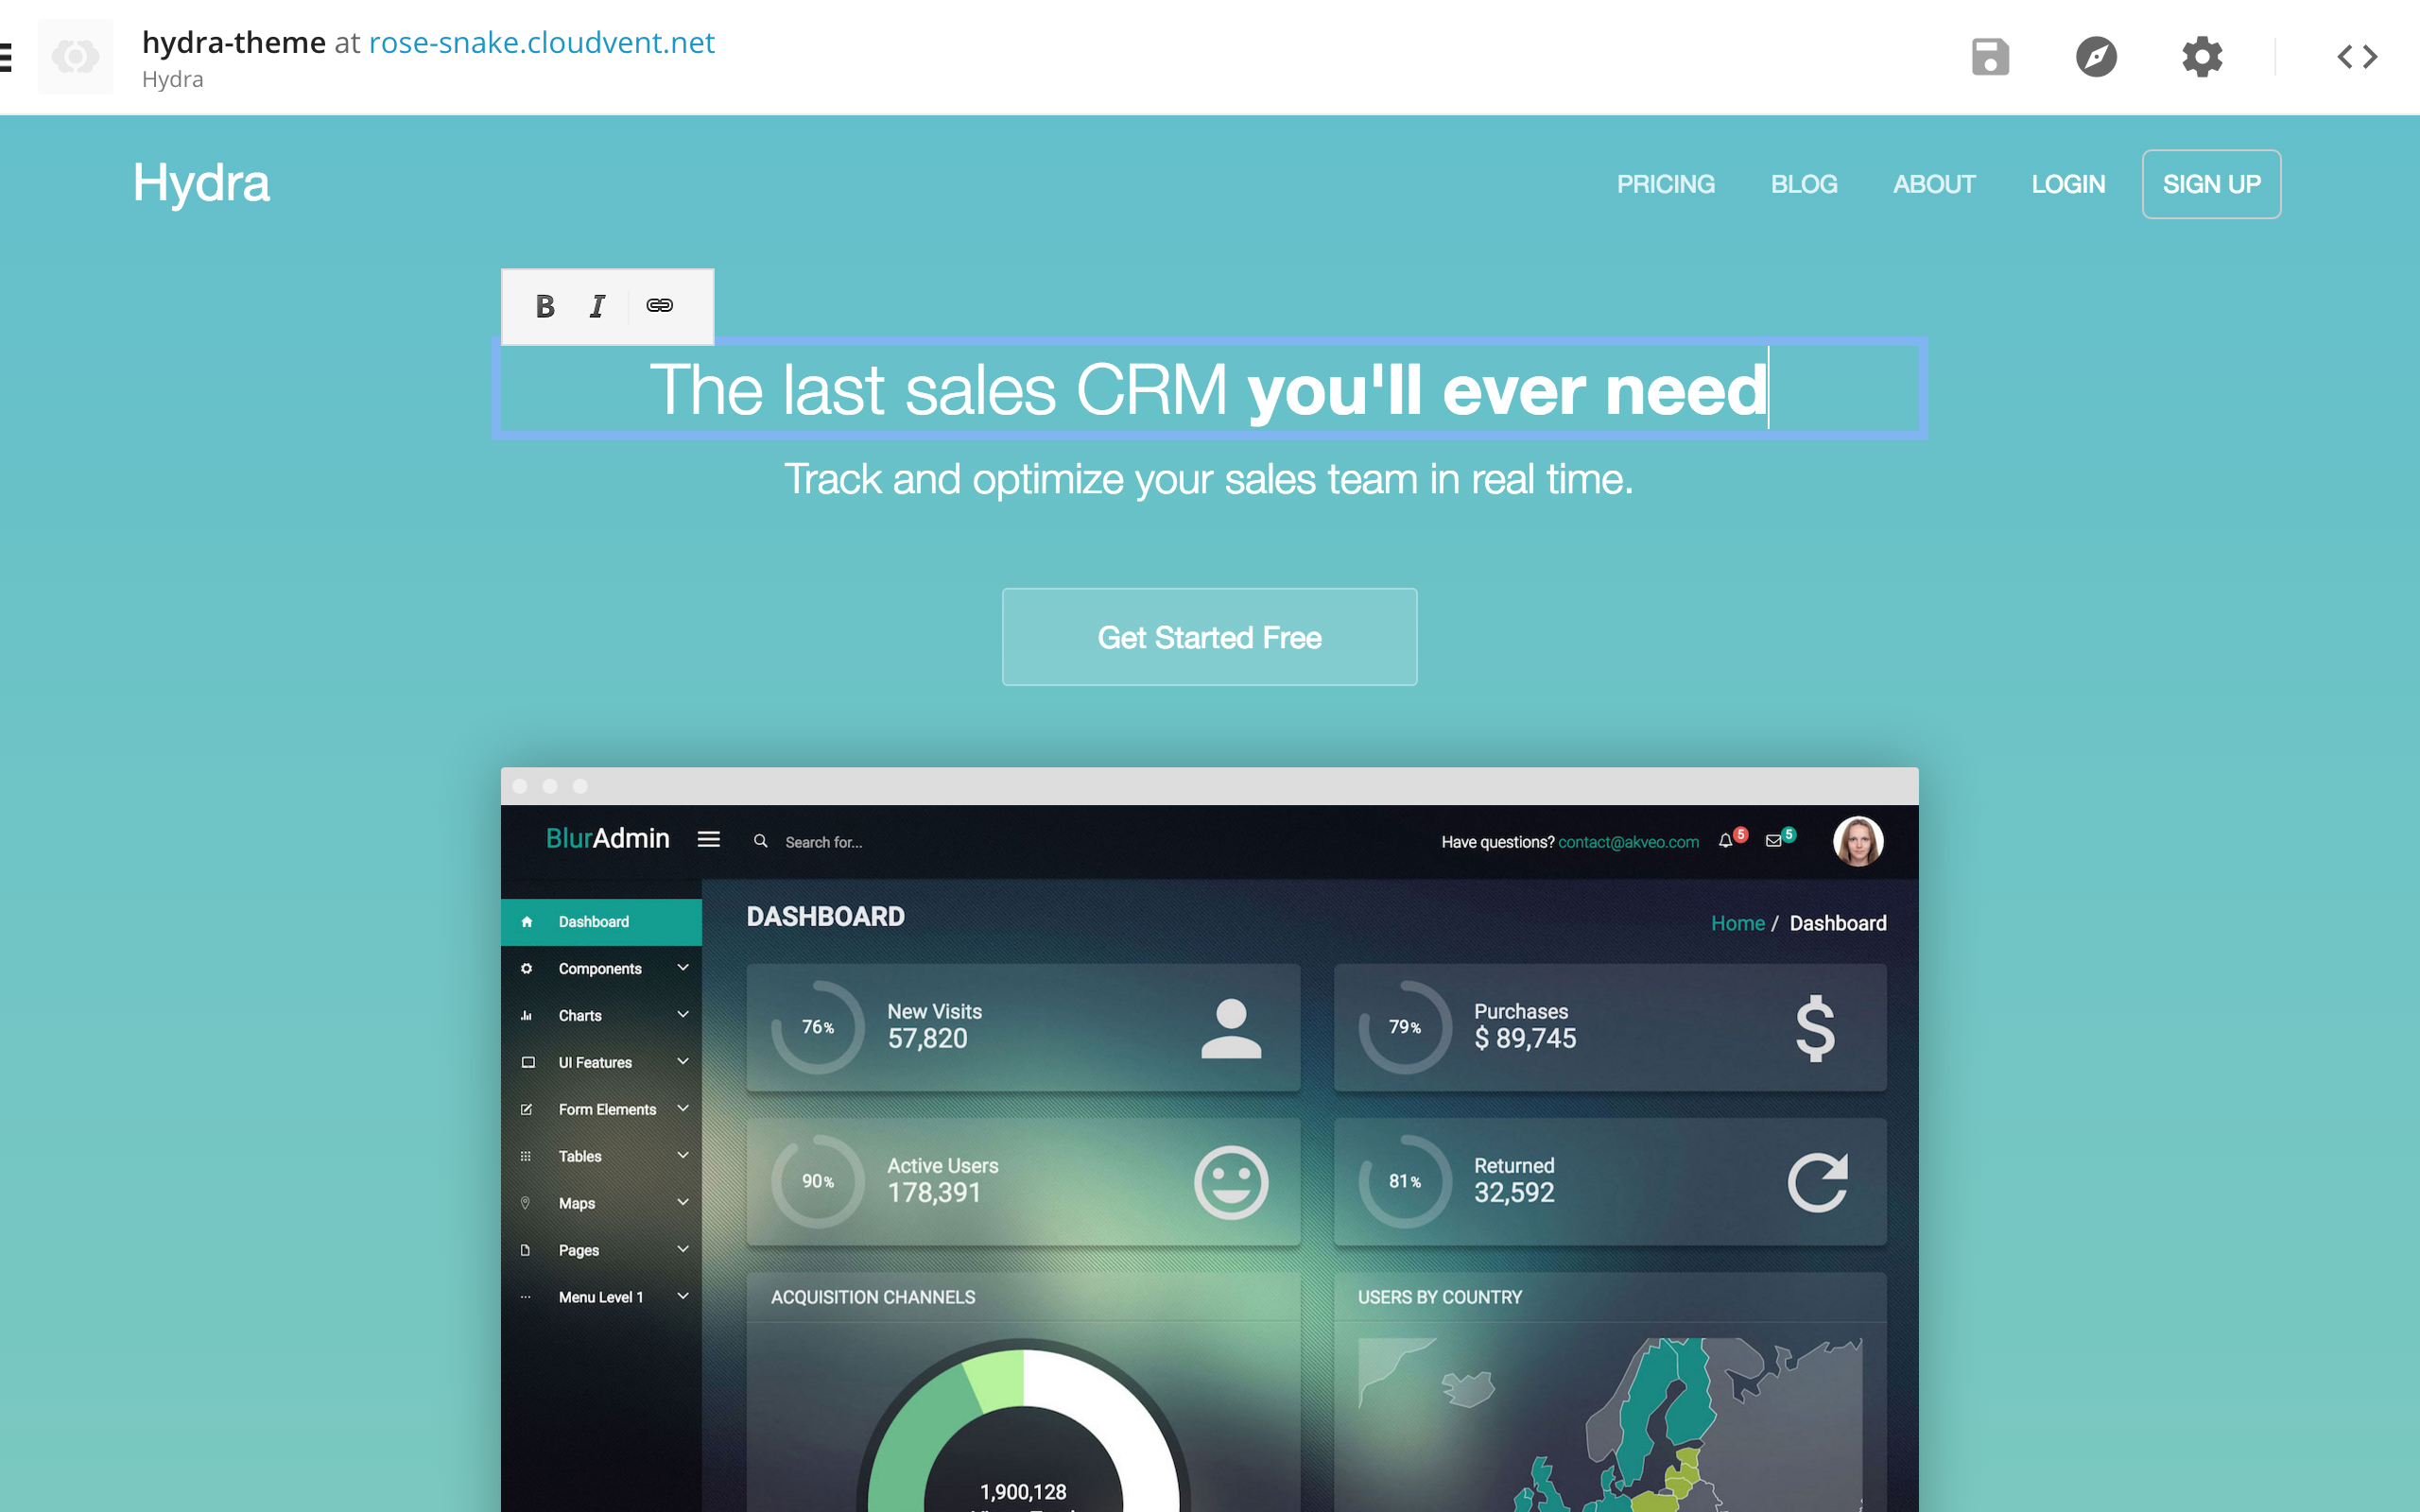 hydra-theme at rose-snake.cloudvent.net
Hydra
Hydra
PRICING BLOG ABOUT LOGIN SIGN UP
B I
The last sales CRM you'll ever need
Track and optimize your sales team in real time.
Get Started Free
BlurAdmin Search for... Have questions? contact@akveo.com 5 5
DASHBOARD Home / Dashboard
Dashboard
Components
Charts
UI Features
Form Elements
Tables
Maps
Pages
Menu Level 1
76% New Visits 57,820
79% Purchases $ 89,745
90% Active Users 178,391
81% Returned 32,592
ACQUISITION CHANNELS
USERS BY COUNTRY
1,900,128